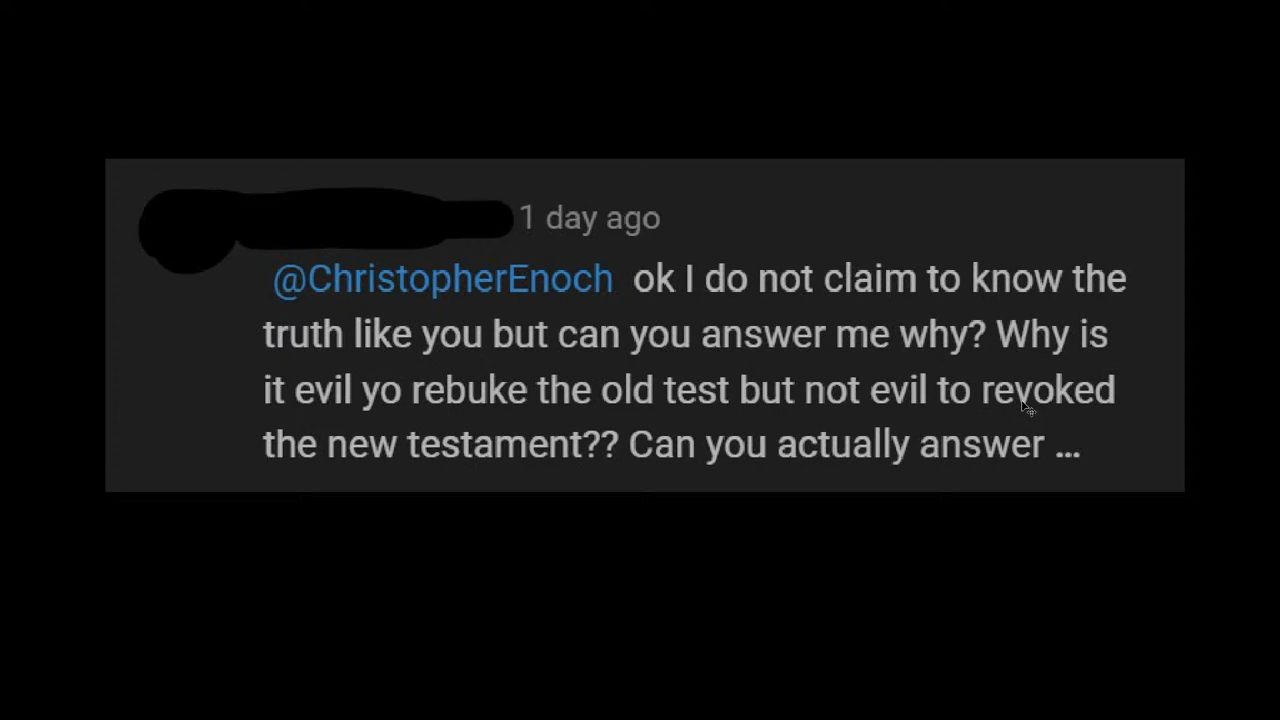 1 day ago
@ChristopherEnoch ok I do not claim to know the
truth like you but can you answer me why? Why is
it evil yo rebuke the old test but not evil to revoked
the new testament?? Can you actually answer ...